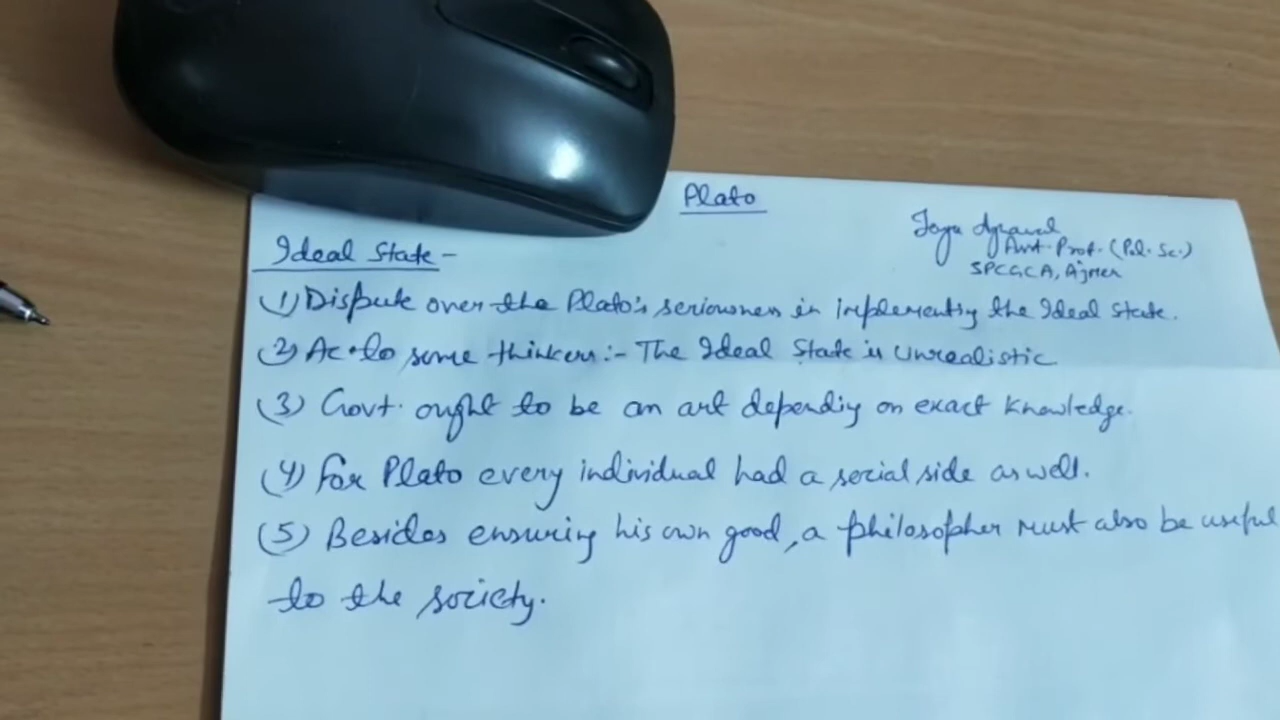 Plato
Jaya Agrawal
Asst. Prof. (Pol. Sc.)
SPCGCA, Ajmer
Ideal State -
(1) Dispute over the Plato's seriousness in implementing the Ideal State.
(2) Ac. to some thinkers:- The Ideal State is Unrealistic
(3) Govt. ought to be an art depending on exact Knowledge.
(4) For Plato every individual had a social side as well.
(5) Besides ensuring his own good, a philosopher must also be useful
to the society.